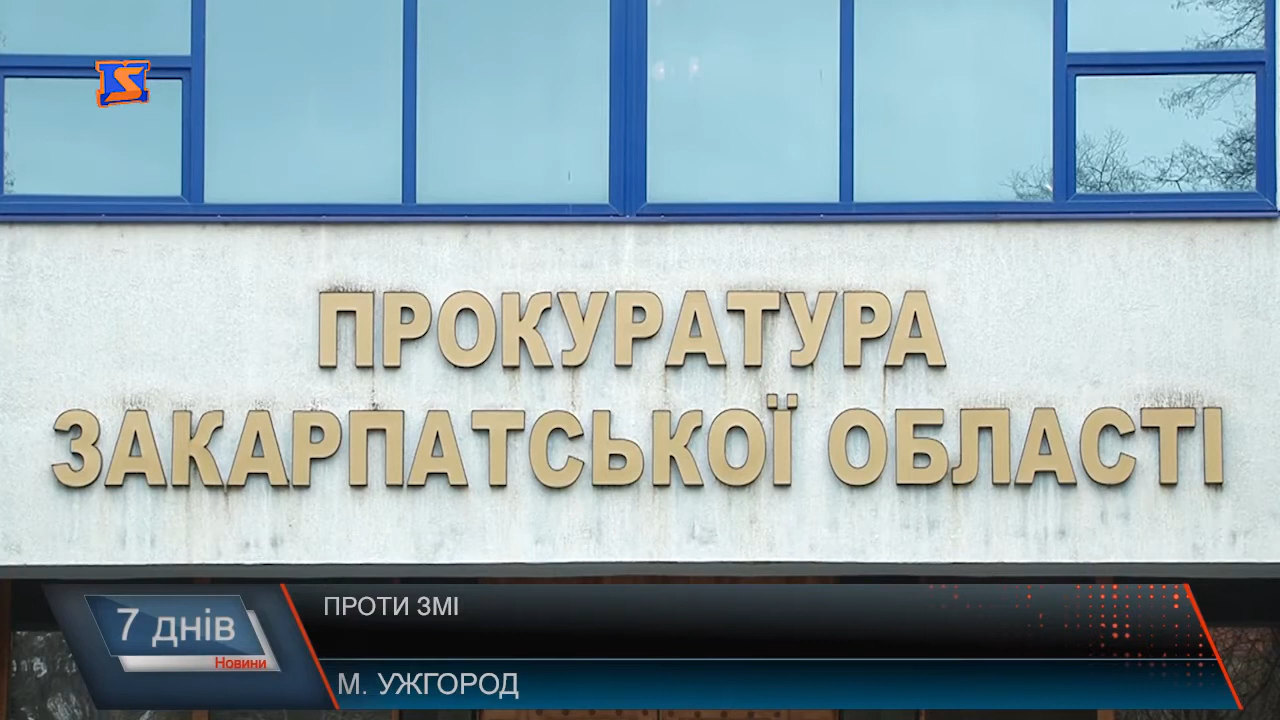 ПРОКУРАТУРА
ЗАКАРПАТСЬКОЇ ОБЛАСТІ
7 днів
Новини
ПРОТИ ЗМІ
М. УЖГОРОД